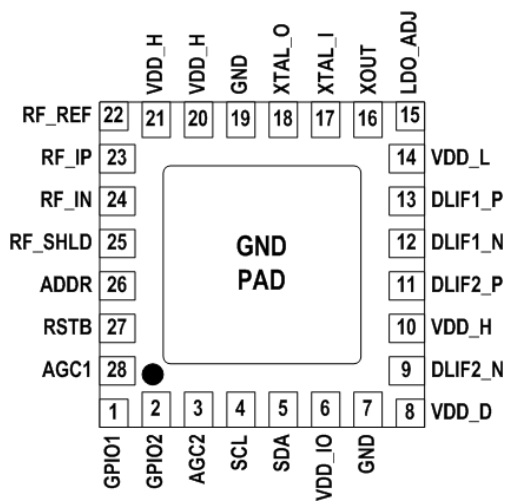 VDD_H VDD_H GND XTAL_O XTAL_I XOUT LDO_ADJ
RF_REF 22 21 20 19 18 17 16 15
RF_IP 23 14 VDD_L
RF_IN 24 13 DLIF1_P
RF_SHLD 25 12 DLIF1_N
GND
PAD
ADDR 26 11 DLIF2_P
RSTB 27 10 VDD_H
AGC1 28 9 DLIF2_N
1 2 3 4 5 6 7 8 VDD_D
GPIO1 GPIO2 AGC2 SCL SDA VDD_IO GND